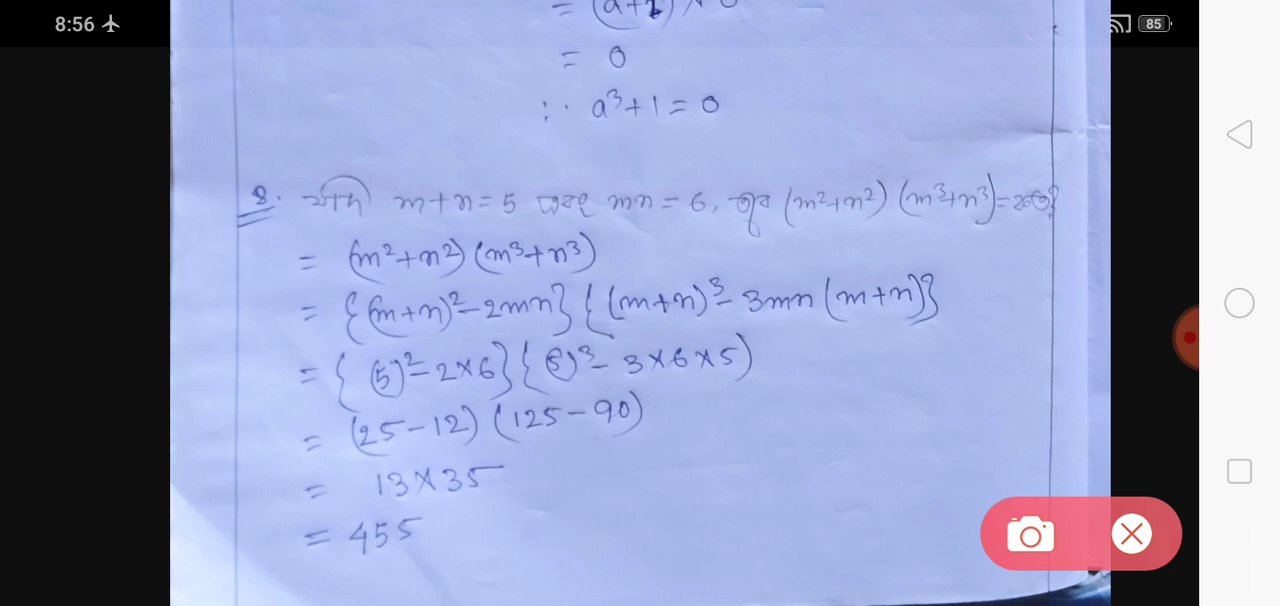 8:56
85
= (a+1) × 0
= 0
∴ a³+1 = 0
8. যদি m+n = 5 এবং mn = 6, তবে (m²+n²) (m³+n³) = কত?
= (m²+n²) (m³+n³)
= {(m+n)² - 2mn} {(m+n)³ - 3mn (m+n)}
= { (5)² - 2×6} { (5)³ - 3×6×5)
= (25-12) (125-90)
= 13×35
= 455